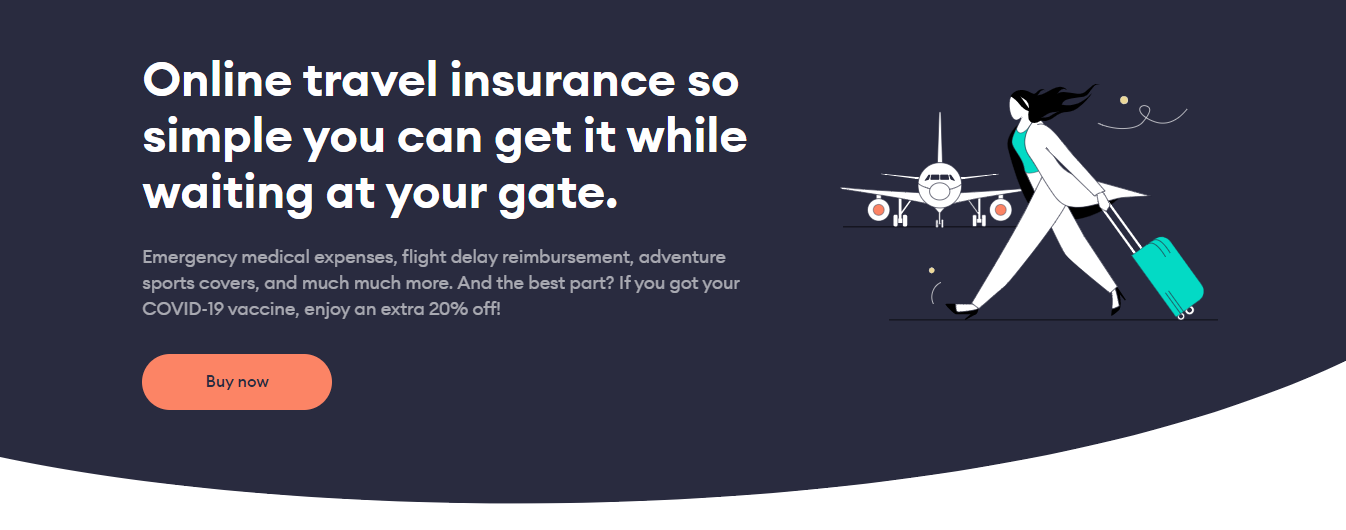 Online travel insurance so
simple you can get it while
waiting at your gate.
Emergency medical expenses, flight delay reimbursement, adventure
sports covers, and much much more. And the best part? If you got your
COVID-19 vaccine, enjoy an extra 20% off!
Buy now